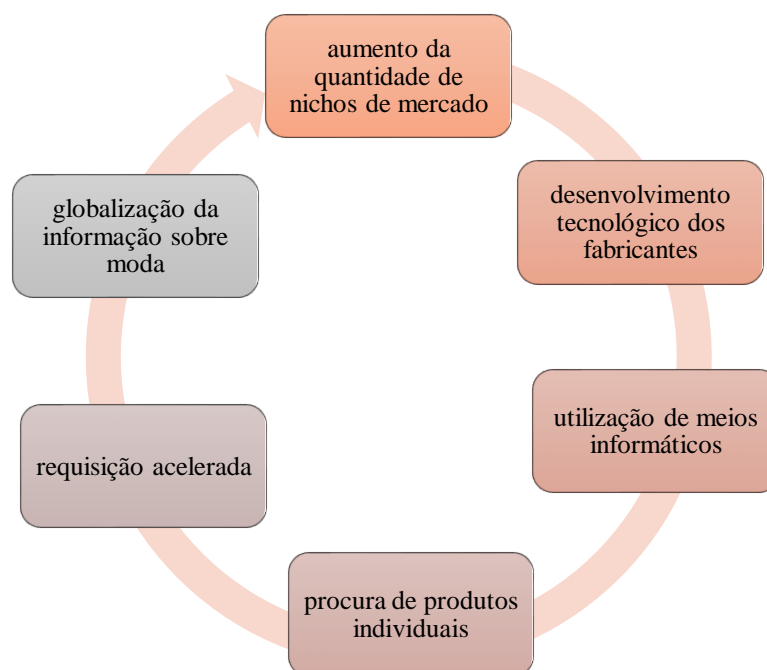 aumento da
quantidade de
nichos de mercado
desenvolvimento
tecnológico dos
fabricantes
utilização de meios
informáticos
procura de produtos
individuais
requisição acelerada
globalização da
informação sobre
moda